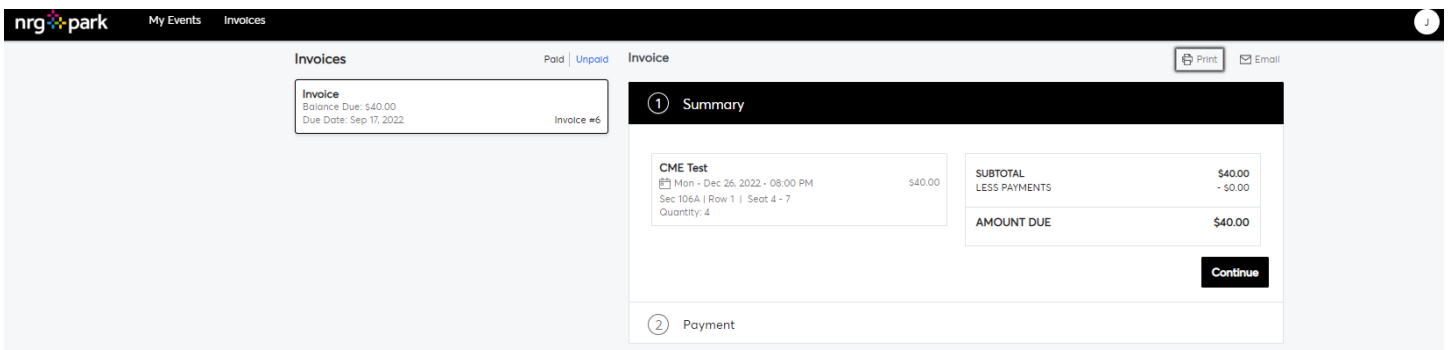 nrg park My Events Invoices J
Invoices Paid | Unpaid
Invoice
Balance Due: $40.00
Due Date: Sep 17, 2022 Invoice #6
Invoice Print Email
1 Summary
CME Test
Mon - Dec 26, 2022 - 08:00 PM $40.00
Sec 106A | Row 1 | Seat 4 - 7
Quantity: 4
SUBTOTAL $40.00
LESS PAYMENTS - $0.00
AMOUNT DUE $40.00
Continue
2 Payment